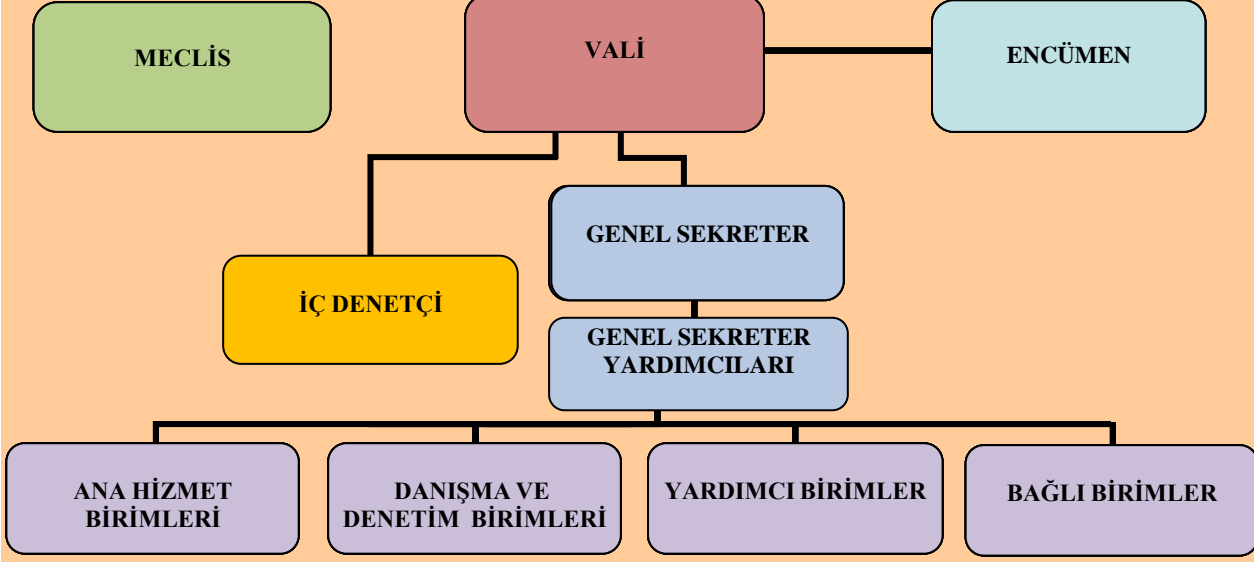 MECLİS
VALİ
ENCÜMEN
GENEL SEKRETER
İÇ DENETÇİ
GENEL SEKRETER
YARDIMCILARI
ANA HİZMET
BİRİMLERİ
DANIŞMA VE
DENETİM  BİRİMLERİ
YARDIMCI BİRİMLER
BAĞLI BİRİMLER